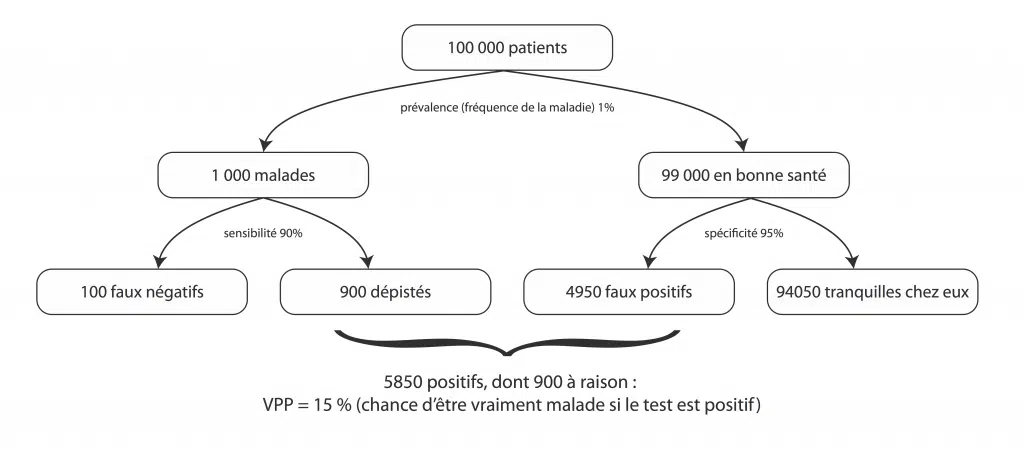 100 000 patients
prévalence (fréquence de la maladie) 1%
1 000 malades
99 000 en bonne santé
sensibilité 90%
spécificité 95%
100 faux négatifs
900 dépistés
4950 faux positifs
94050 tranquilles chez eux
5850 positifs, dont 900 à raison :
VPP = 15 % (chance d'être vraiment malade si le test est positif)